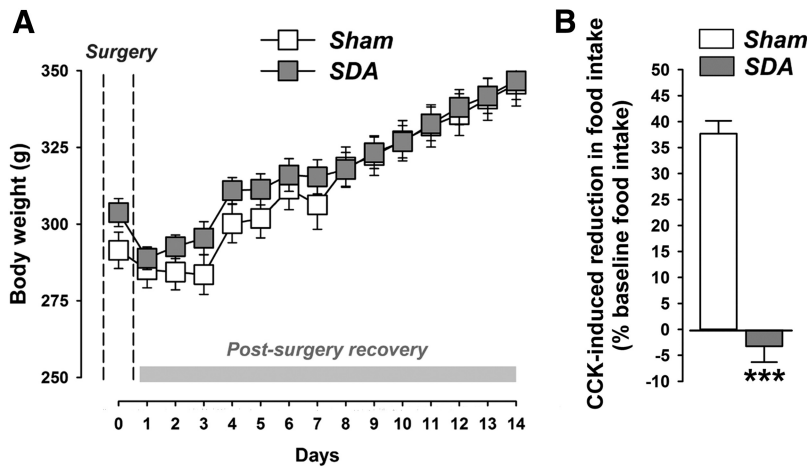 A
Surgery
Sham
SDA
350
325
300
275
250
Body weight (g)
Post-surgery recovery
0 1 2 3 4 5 6 7 8 9 10 11 12 13 14
Days
B
Sham
SDA
CCK-induced reduction in food intake
(% baseline food intake)
50
45
40
35
30
25
20
15
10
5
0
-5
-10
***